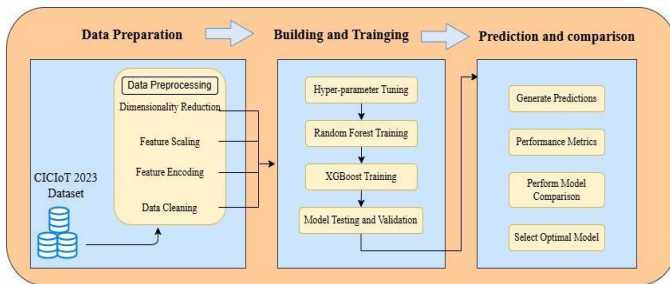 Data Preparation
Building and Trainging
Prediction and comparison
Data Preprocessing
Dimensionality Reduction
Feature Scaling
Feature Encoding
Data Cleaning
CICIoT 2023
Dataset
Hyper-parameter Tuning
Random Forest Training
XGBoost Training
Model Testing and Validation
Generate Predictions
Performance Metrics
Perform Model
Comparison
Select Optimal Model